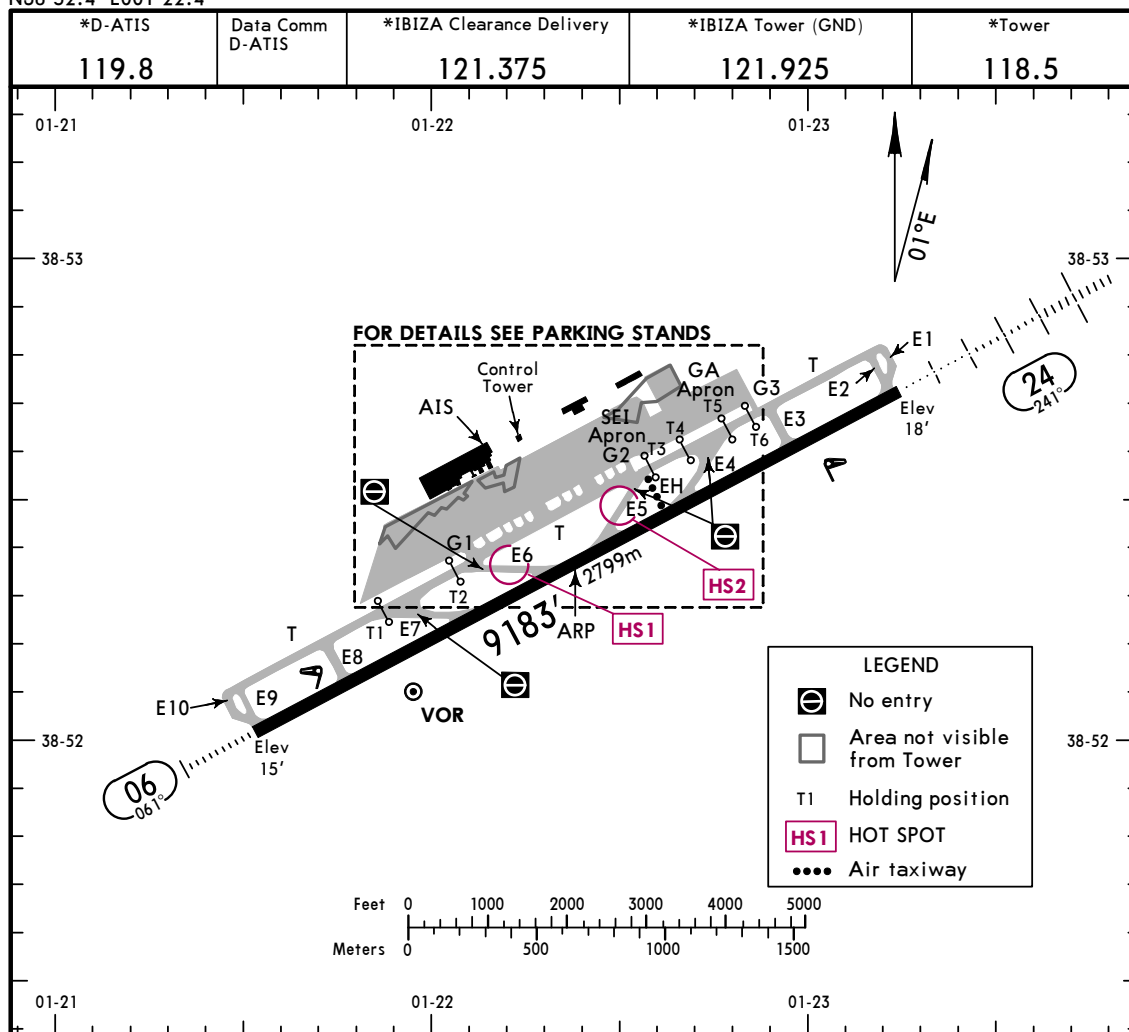 N38 52.4 E001 22.4
*D-ATIS
119.8
Data Comm
D-ATIS
*IBIZA Clearance Delivery
121.375
*IBIZA Tower (GND)
121.925
*Tower
118.5
01-21
01-22
01-23
01°E
38-53
38-53
FOR DETAILS SEE PARKING STANDS
Control
Tower
AIS
GA
Apron
SEI
Apron
G1
G2
G3
T
T
T
T1
T2
T3
T4
T5
T6
E1
E2
E3
E4
EH
E5
E6
E7
E8
E9
E10
24
241°
Elev
18'
2799m
9183'
ARP
HS1
HS2
VOR
38-52
38-52
Elev
15'
06
061°
LEGEND
No entry
Area not visible
from Tower
T1 Holding position
HS1 HOT SPOT
Air taxiway
Feet 0 1000 2000 3000 4000 5000
Meters 0 500 1000 1500
01-21
01-22
01-23